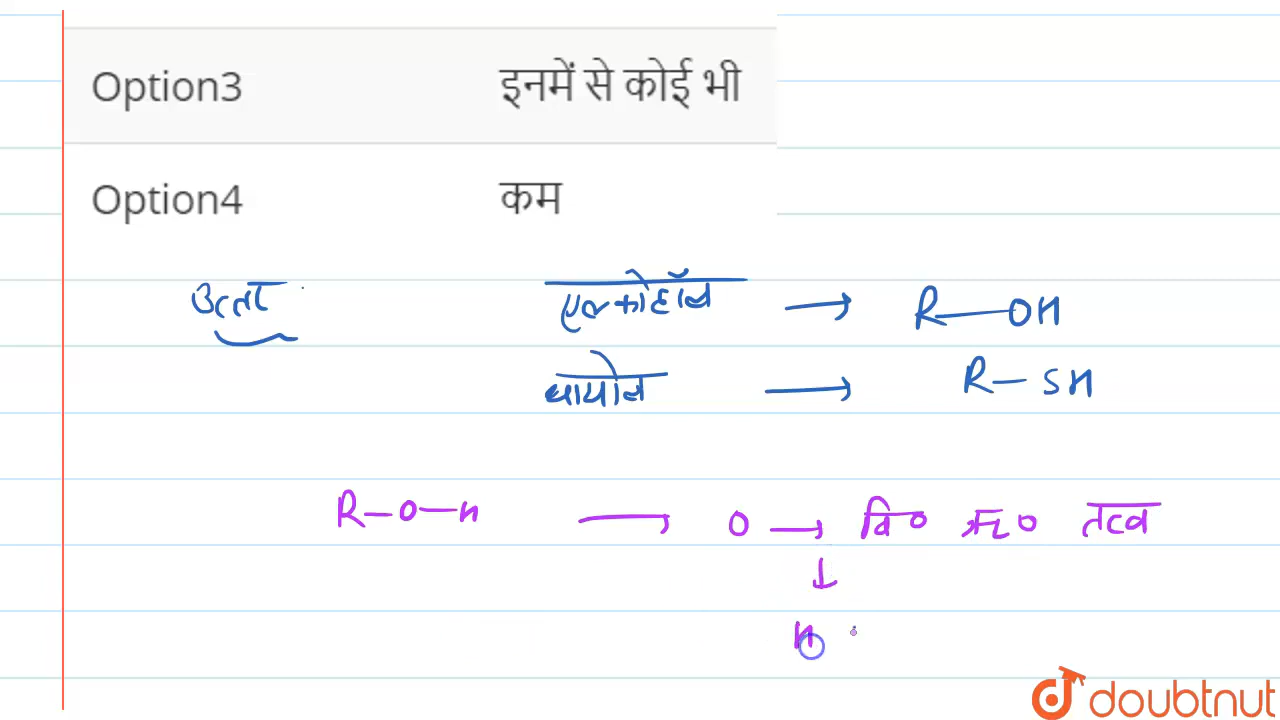 Option3 इनमें से कोई भी
Option4 कम
उत्तर
एल्कोहॉल → R—OH
थायोल → R—SH
R—O—H → O → वि० ऋ० तत्व
↓
H
doubtnut